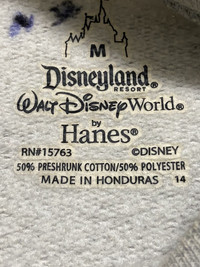 M
Disneyland®
RESORT
WALT DISNEY World®
by
Hanes®
RN#15763 ©DISNEY
50% PRESHRUNK COTTON/50% POLYESTER
MADE IN HONDURAS 14